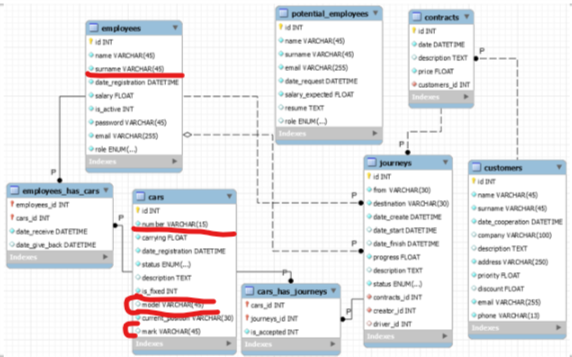 employees
id INT
name VARCHAR(45)
surname VARCHAR(45)
date_registration DATETIME
salary FLOAT
is_active INT
password VARCHAR(45)
email VARCHAR(255)
role ENUM(...)
Indexes
potential_employees
id INT
name VARCHAR(45)
surname VARCHAR(45)
email VARCHAR(255)
date_request DATETIME
salary_expected FLOAT
resume TEXT
role ENUM(...)
Indexes
contracts
id INT
date DATETIME
description TEXT
price FLOAT
customers_id INT
Indexes
P
P
P
employees_has_cars
employees_id INT
cars_id INT
date_receive DATETIME
date_give_back DATETIME
Indexes
P
cars
id INT
number VARCHAR(15)
carrying FLOAT
date_registration DATETIME
status ENUM(...)
description TEXT
is_fixed INT
model VARCHAR(45)
current_position VARCHAR(30)
mark VARCHAR(45)
Indexes
P
cars_has_journeys
cars_id INT
journeys_id INT
is_accepted INT
Indexes
P
P
P
journeys
id INT
from VARCHAR(30)
destination VARCHAR(30)
date_create DATETIME
date_start DATETIME
date_finish DATETIME
progress FLOAT
description TEXT
status ENUM(...)
contracts_id INT
creator_id INT
driver_id INT
Indexes
customers
id INT
name VARCHAR(45)
surname VARCHAR(45)
date_cooperation DATETIME
company VARCHAR(100)
description TEXT
address VARCHAR(250)
priority FLOAT
discount FLOAT
email VARCHAR(255)
phone VARCHAR(13)
Indexes